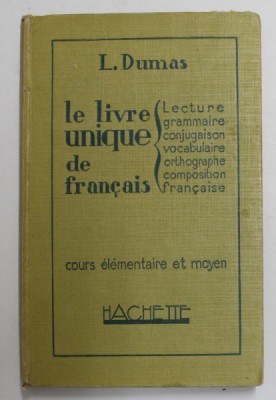 L. Dumas
le livre
unique
de
français
Lecture
grammaire
conjugaison
vocabulaire
orthographe
composition
française
cours élémentaire et moyen
HACHETTE